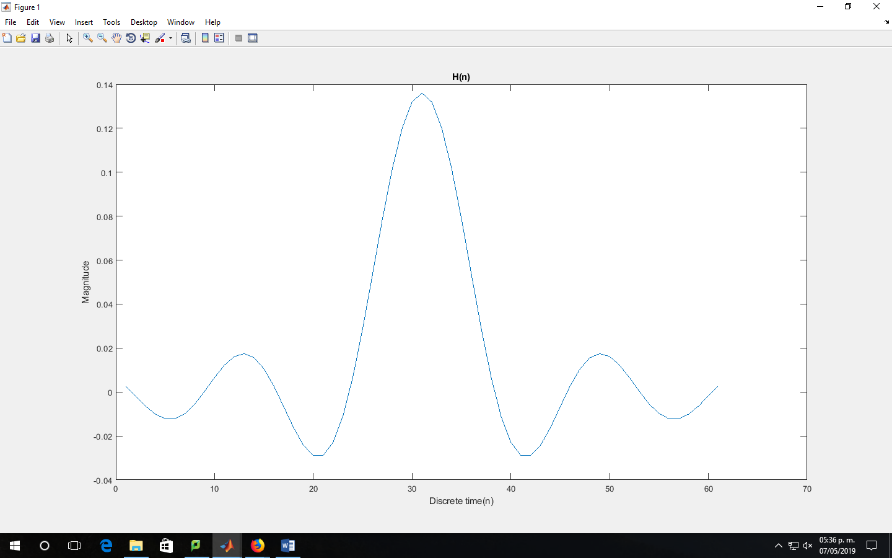 Figure 1
File Edit View Insert Tools Desktop Window Help
H(n)
0.14
0.12
0.1
0.08
0.06
0.04
0.02
0
-0.02
-0.04
Magnitude
0 10 20 30 40 50 60 70
Discrete time(n)
05:36 p. m.
07/05/2019